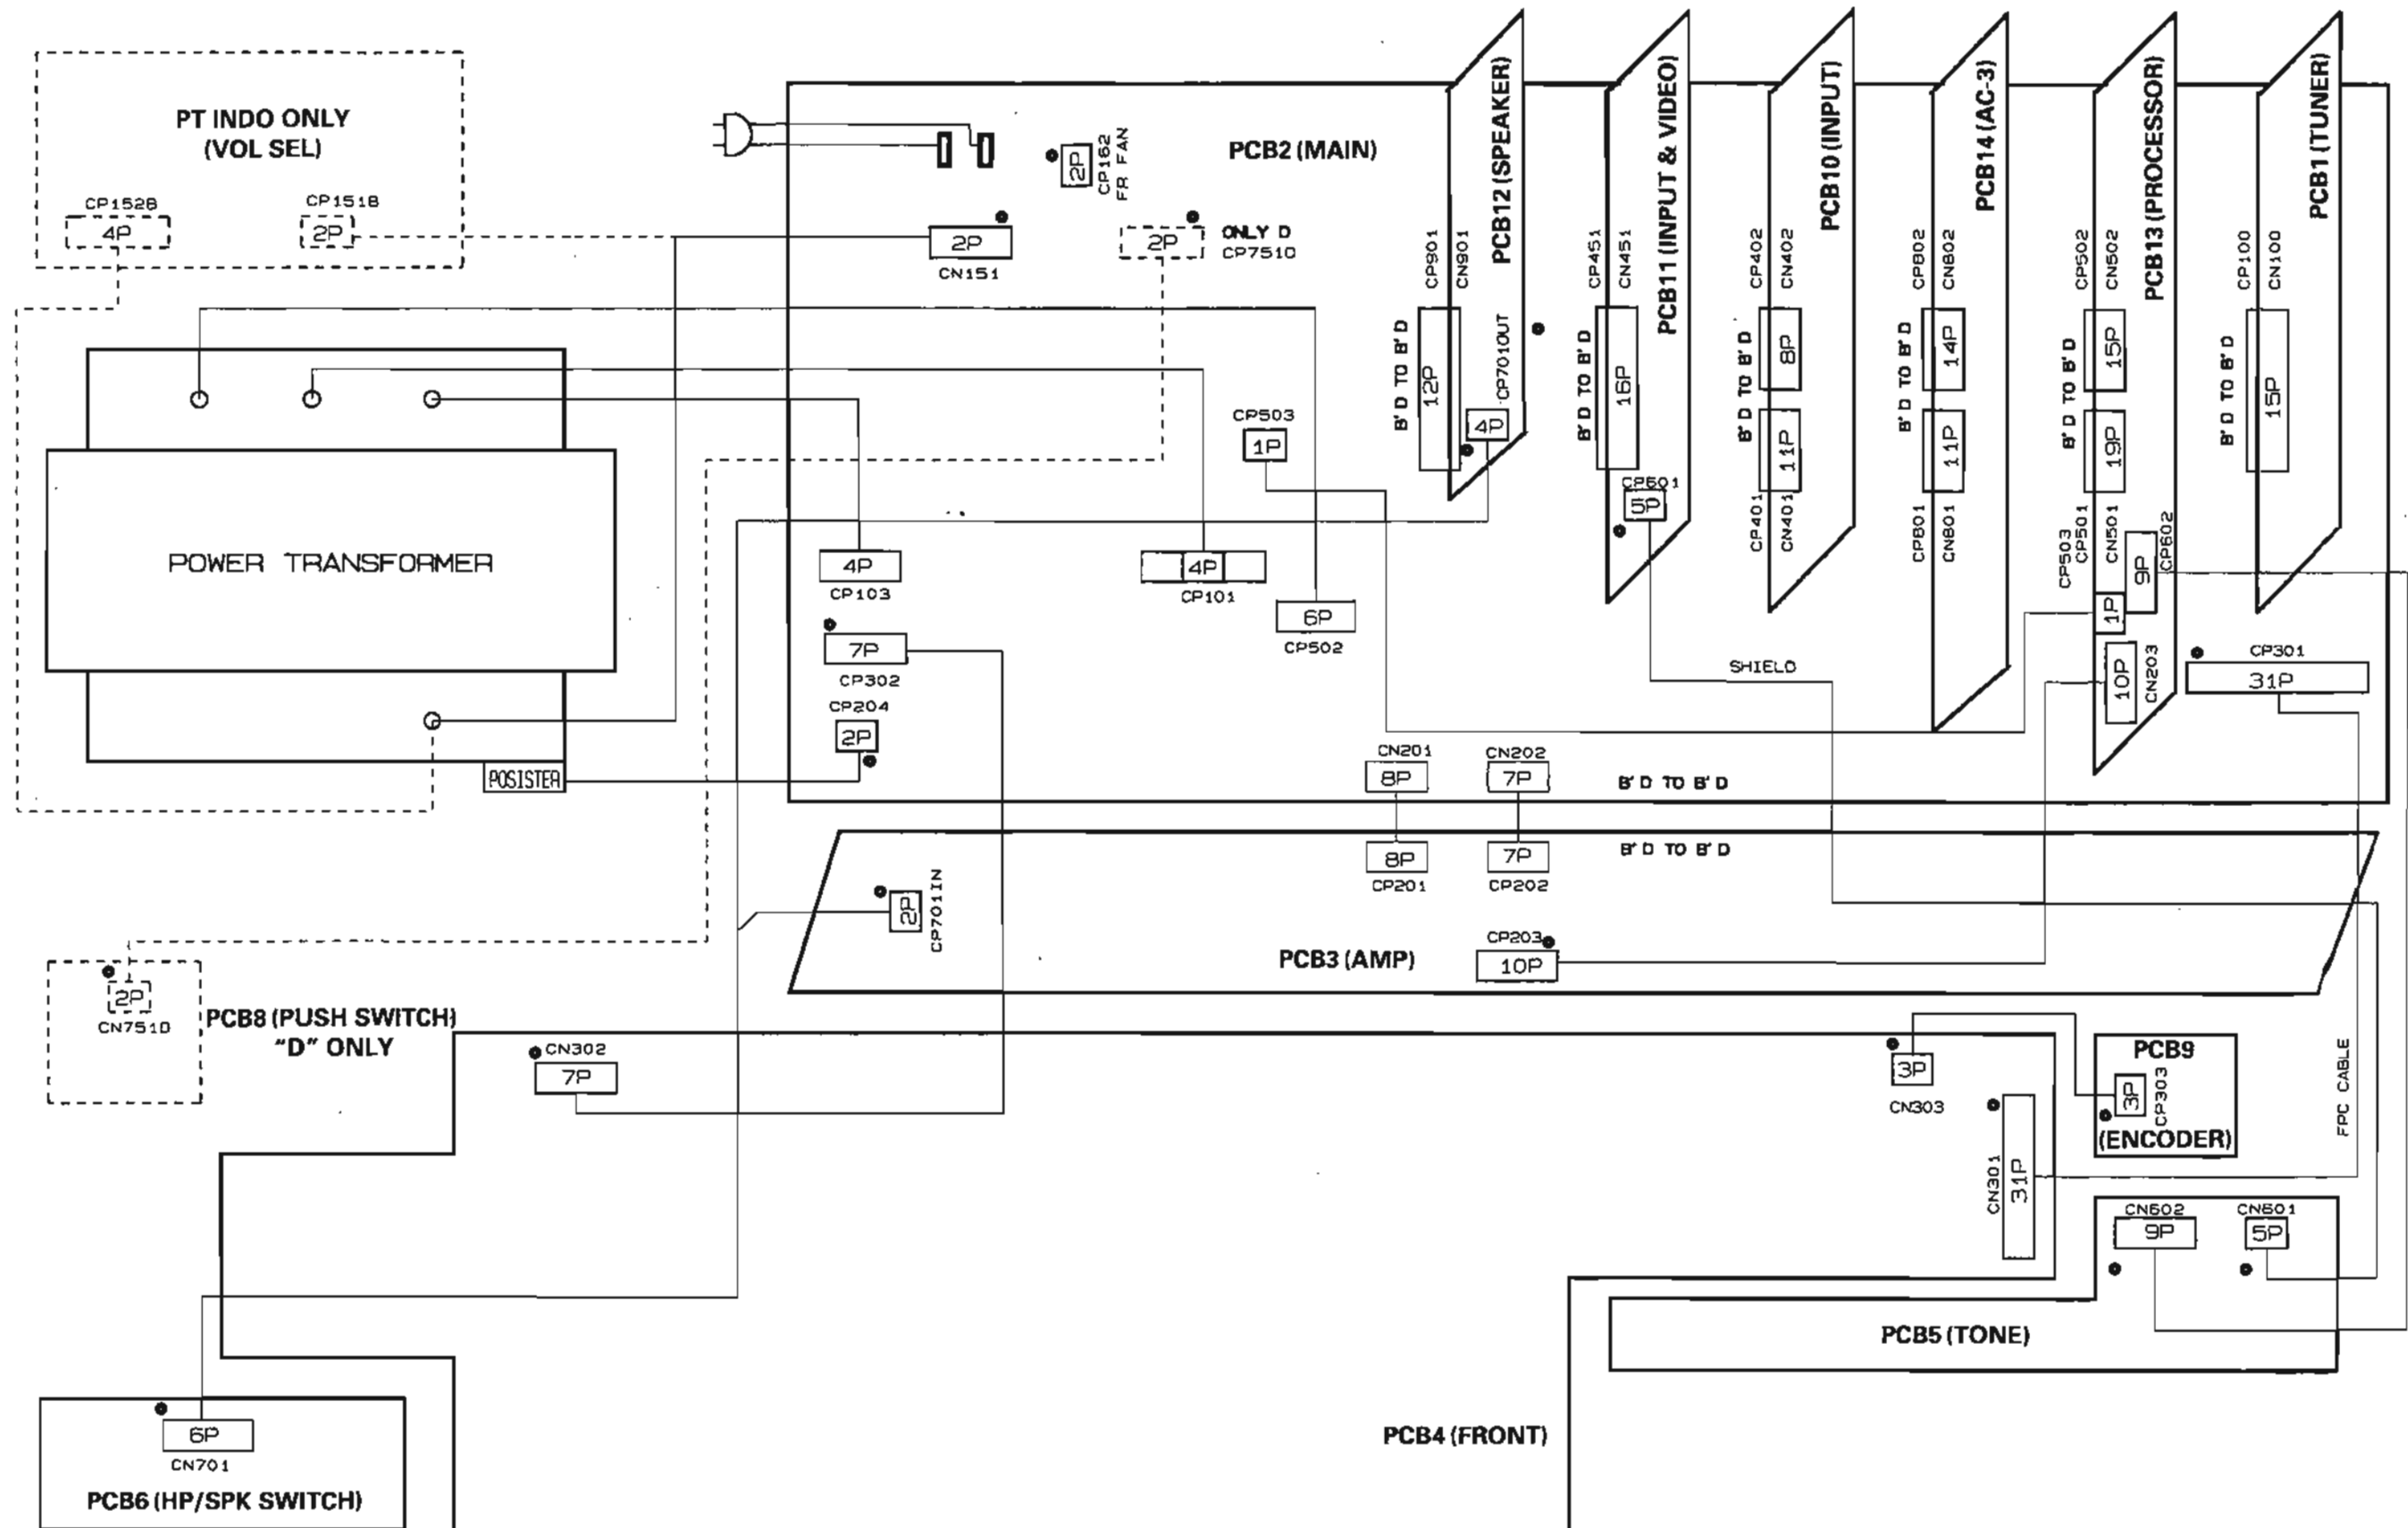 PT INDO ONLY
(VOL SEL)
CP152B
4P
CP151B
2P
POWER TRANSFORMER
POSISTER
PCB2 (MAIN)
2P
CP162
FR FAN
2P
CN151
2P
ONLY D
CP751D
CP503
1P
4P
CP103
4P
CP101
6P
CP502
7P
CP302
CP204
2P
CN201
8P
CN202
7P
B'D TO B'D
PCB12 (SPEAKER)
CP901
CN901
B'D TO B'D
12P
4P
CP701OUT
PCB11 (INPUT & VIDEO)
CP451
CN451
B'D TO B'D
16P
CP601
5P
SHIELD
PCB10 (INPUT)
CP402
CN402
B'D TO B'D
8P
11P
CP401
CN401
PCB14 (AC-3)
CP802
CN802
B'D TO B'D
14P
11P
CP801
CN801
PCB13 (PROCESSOR)
CP502
CN502
B'D TO B'D
15P
19P
CP503
CP501
CN501
CP602
9P
1P
10P
CN203
PCB1 (TUNER)
CP100
CN100
B'D TO B'D
15P
CP301
31P
8P
CP201
7P
CP202
B'D TO B'D
2P
CP701IN
PCB3 (AMP)
CP203
10P
2P
CN751D
PCB8 (PUSH SWITCH)
"D" ONLY
CN302
7P
3P
CN303
PCB9
3P
CP303
(ENCODER)
FPC CABLE
CN301
31P
CN602
9P
CN601
5P
PCB5 (TONE)
PCB4 (FRONT)
6P
CN701
PCB6 (HP/SPK SWITCH)